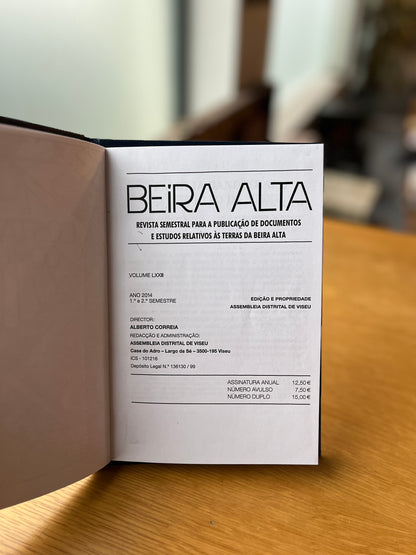 BEiRA ALTA
REVISTA SEMESTRAL PARA A PUBLICAÇÃO DE DOCUMENTOS
E ESTUDOS RELATIVOS ÀS TERRAS DA BEIRA ALTA
VOLUME
ANO 2014
1.º e 2.º SEMESTRE
EDIÇÃO E PROPRIEDADE
ASSEMBLEIA DISTRITAL DE VISEU
DIRECTOR:
ALBERTO CORREIA
REDACÇÃO E ADMINISTRAÇÃO:
ASSEMBLEIA DISTRITAL DE VISEU
Casa do Adro – Largo da Sé – 3500-195 Viseu
ICS - 101216
Depósito Legal N.º 136130 / 99
ASSINATURA ANUAL 12,50 €
NÚMERO AVULSO 7,50 €
NÚMERO DUPLO 15,00 €